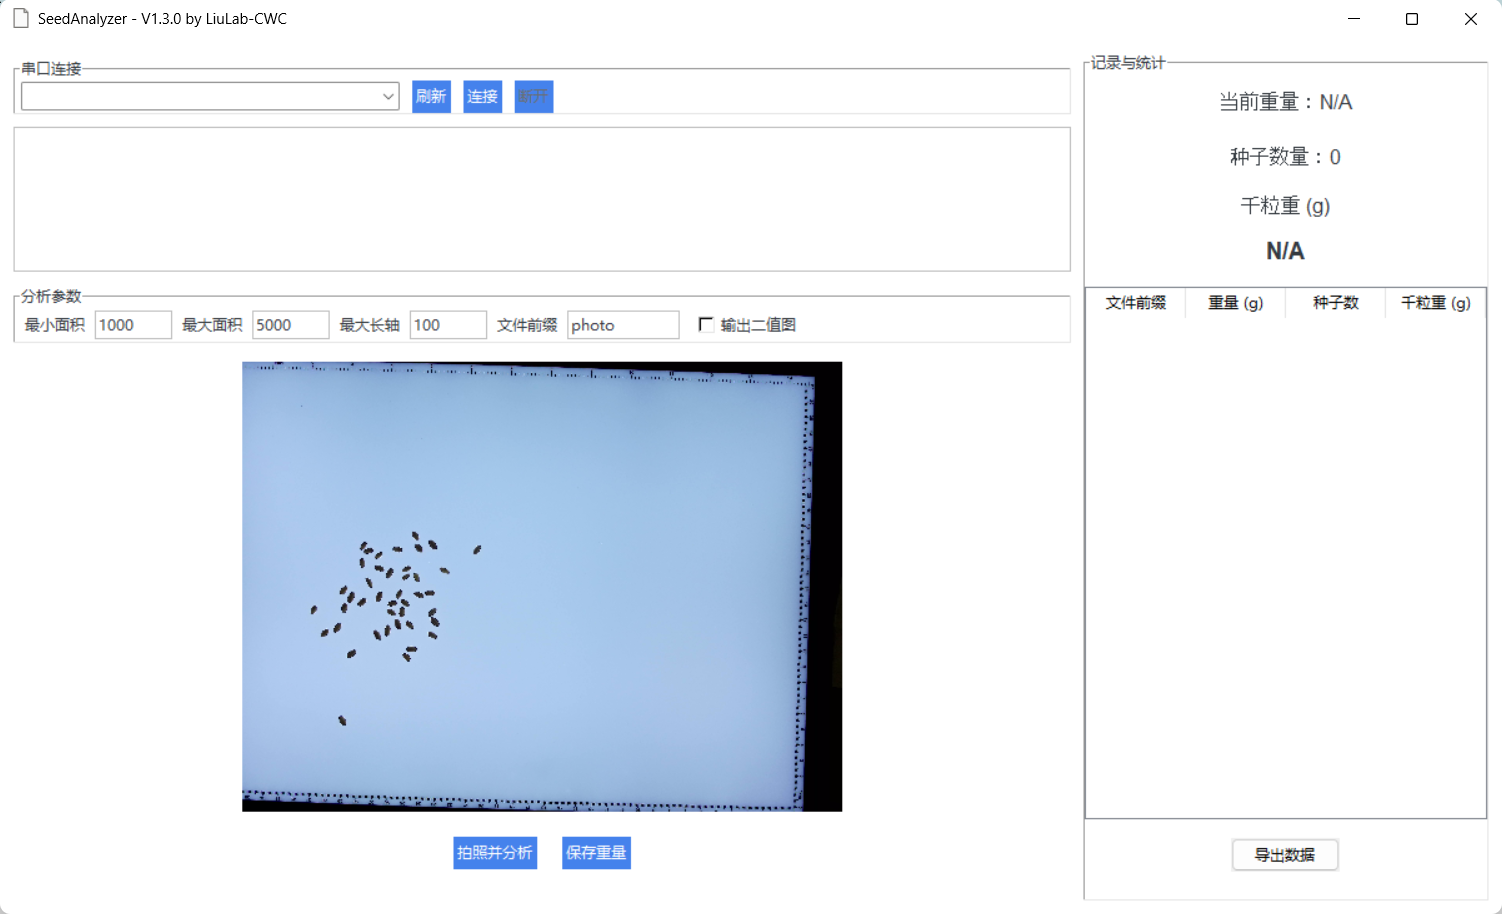 SeedAnalyzer - V1.3.0 by LiuLab-CWC
串口连接
刷新 连接 断开
分析参数
最小面积 1000 最大面积 5000 最大长轴 100 文件前缀 photo 输出二值图
拍照并分析 保存重量
记录与统计
当前重量：N/A
种子数量：0
千粒重 (g)
N/A
文件前缀 重量 (g) 种子数 千粒重 (g)
导出数据